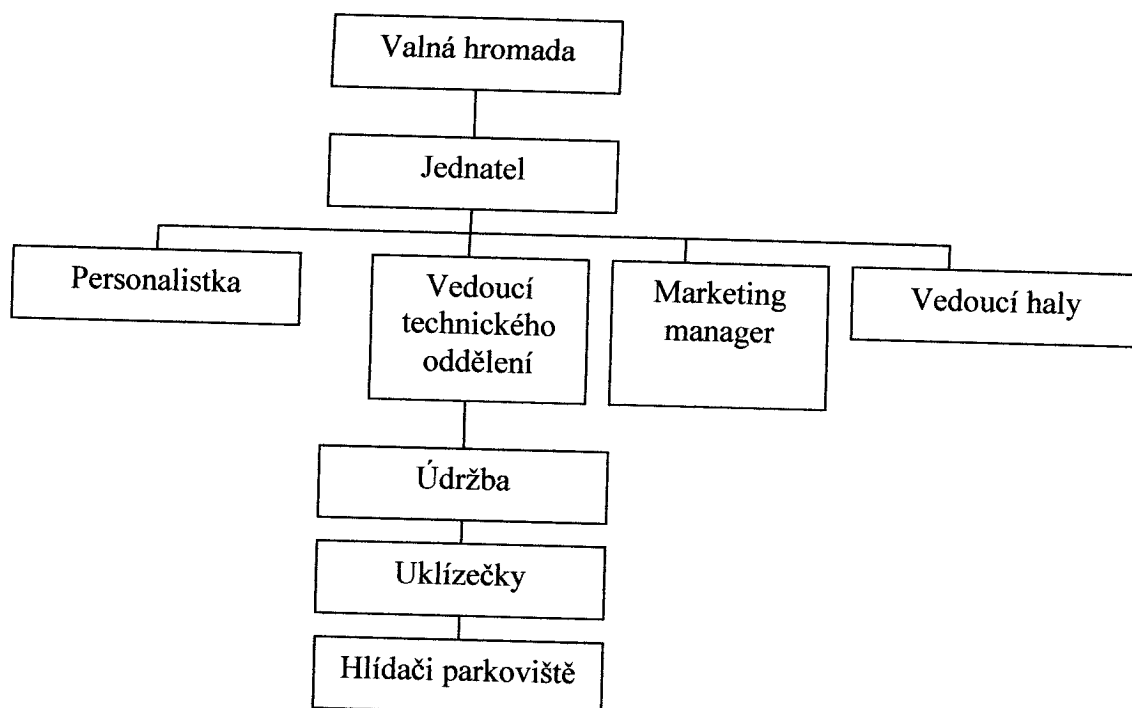 Valná hromada
Jednatel
Personalistka
Vedoucí
technického
oddělení
Marketing
manager
Vedoucí haly
Údržba
Uklízečky
Hlídači parkoviště